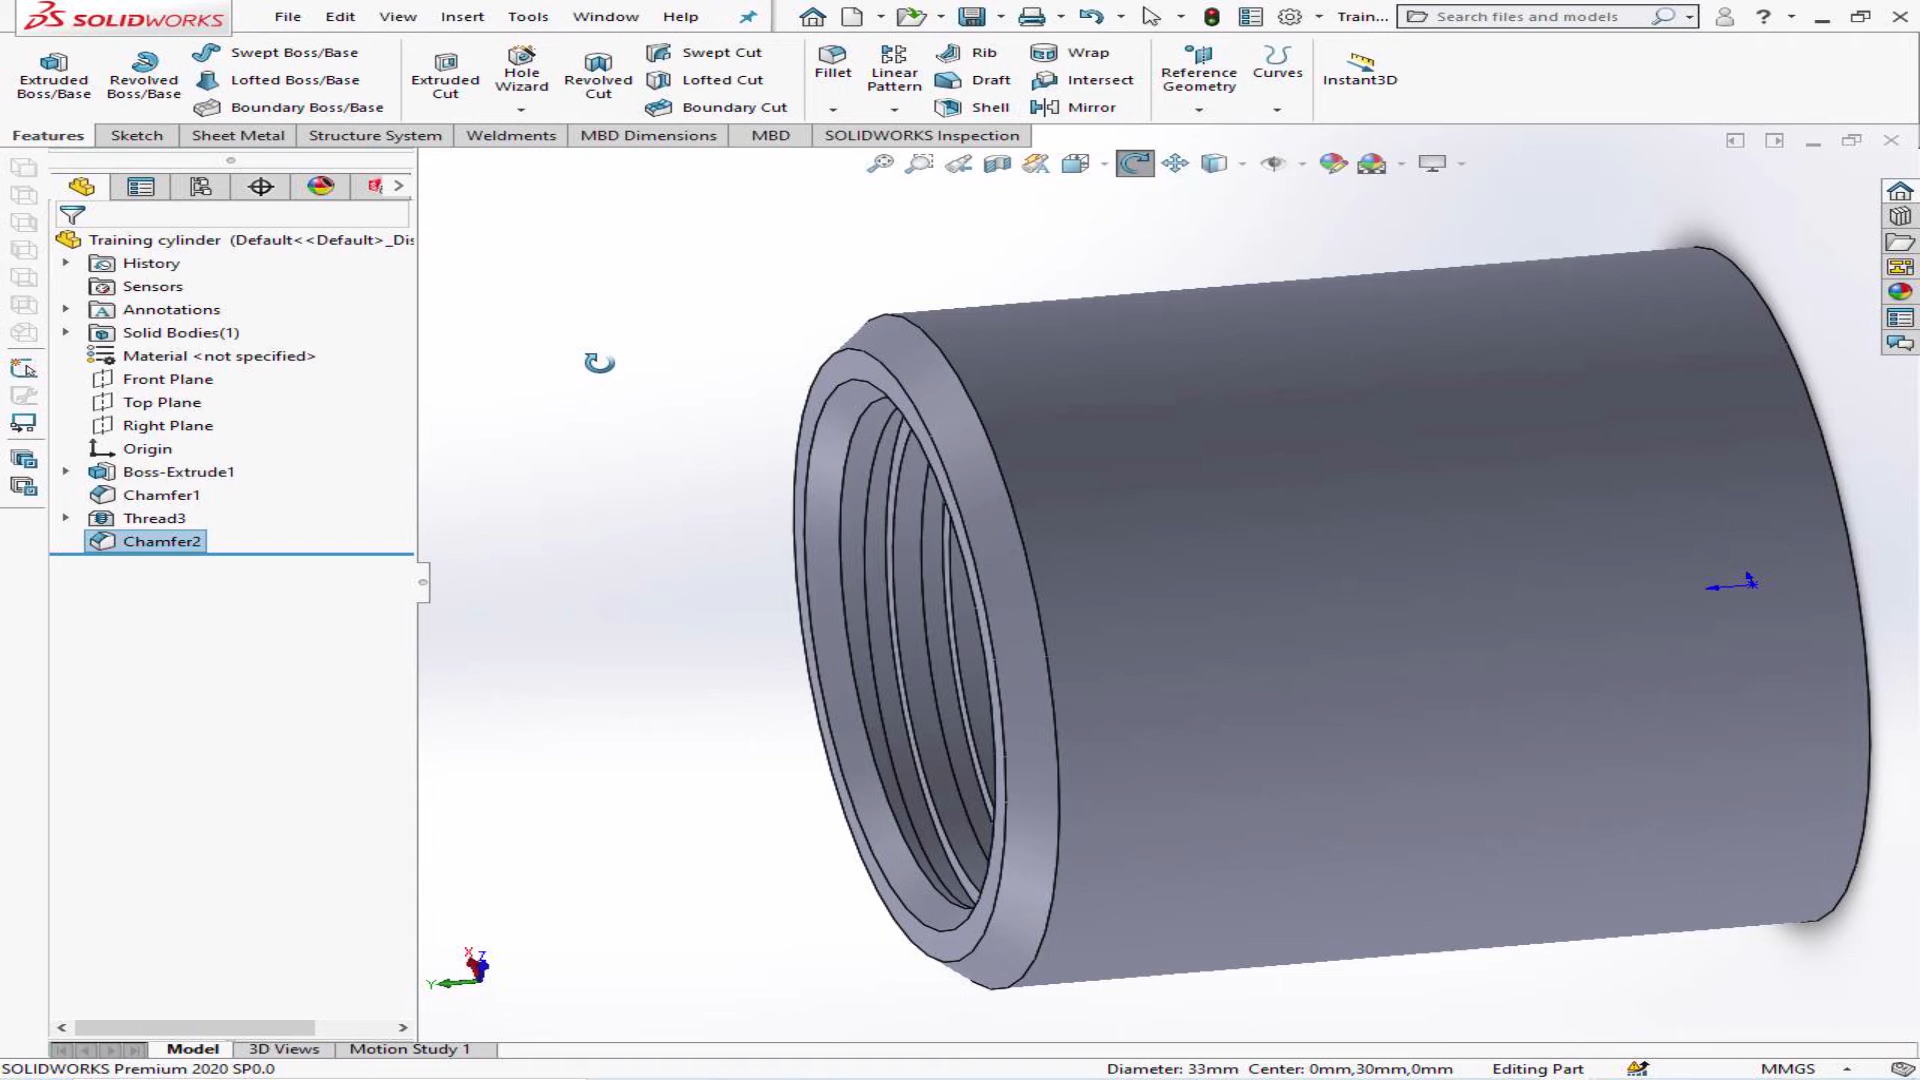 SOLIDWORKS File Edit View Insert Tools Window Help Train... Search files and models ?
Extruded Boss/Base
Revolved Boss/Base
Swept Boss/Base
Lofted Boss/Base
Boundary Boss/Base
Extruded Cut
Hole Wizard
Revolved Cut
Swept Cut
Lofted Cut
Boundary Cut
Fillet
Linear Pattern
Rib
Draft
Shell
Wrap
Intersect
Mirror
Reference Geometry
Curves
Instant3D
Features Sketch Sheet Metal Structure System Weldments MBD Dimensions MBD SOLIDWORKS Inspection
Training cylinder (Default<<Default>_Dis
History
Sensors
Annotations
Solid Bodies(1)
Material <not specified>
Front Plane
Top Plane
Right Plane
Origin
Boss-Extrude1
Chamfer1
Thread3
Chamfer2
X Z
Y
Model 3D Views Motion Study 1
SOLIDWORKS Premium 2020 SP0.0 Diameter: 33mm Center: 0mm,30mm,0mm Editing Part MMGS